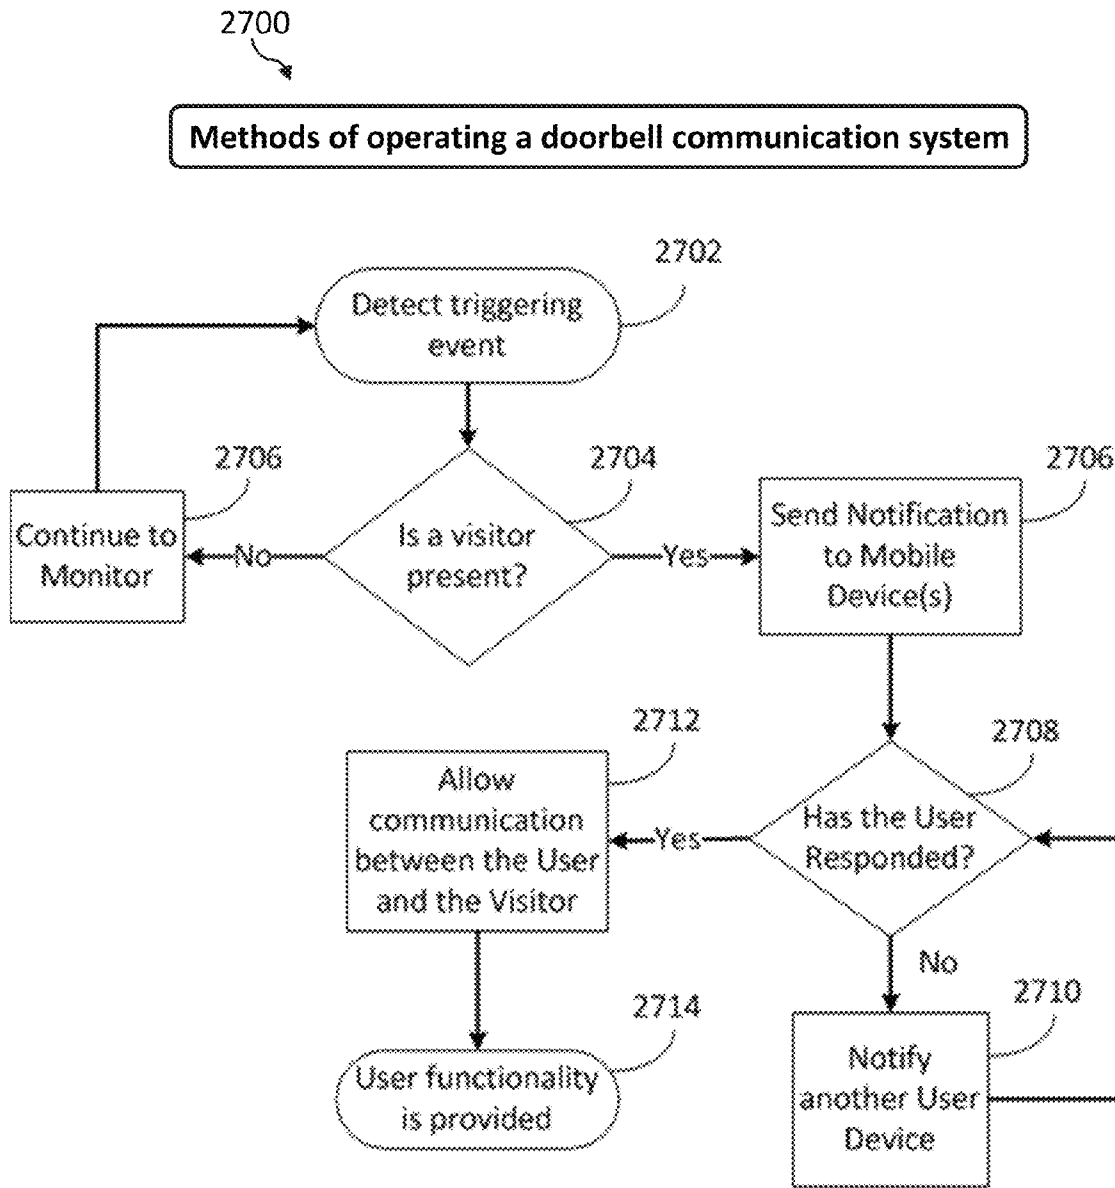 2700
Methods of operating a doorbell communication system
2702
Detect triggering
event
2706
2704
2706
Continue to
Monitor
No
Is a visitor
present?
Yes
Send Notification
to Mobile
Device(s)
2712
2708
Allow
communication
between the User
and the Visitor
Yes
Has the User
Responded?
No
2714
2710
User functionality
is provided
Notify
another User
Device